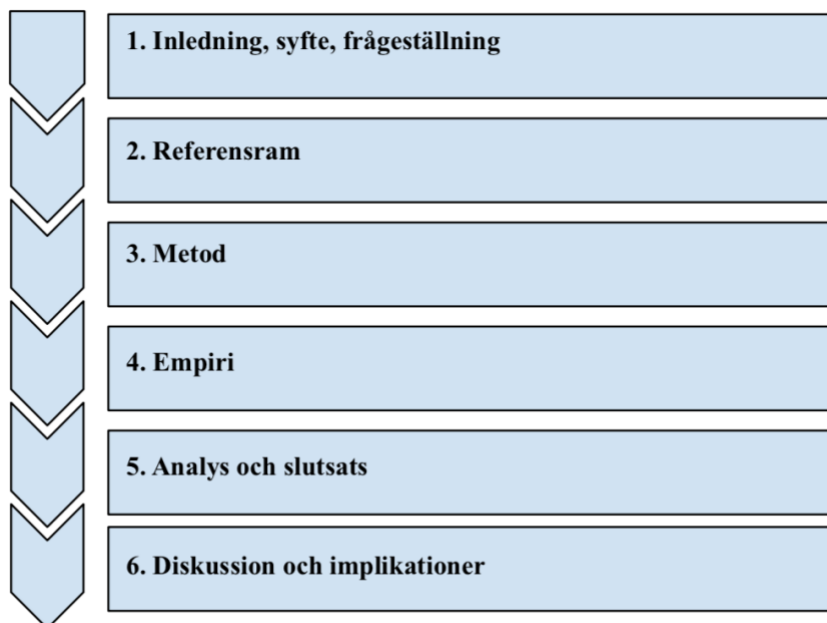 1. Inledning, syfte, frågeställning
2. Referensram
3. Metod
4. Empiri
5. Analys och slutsats
6. Diskussion och implikationer